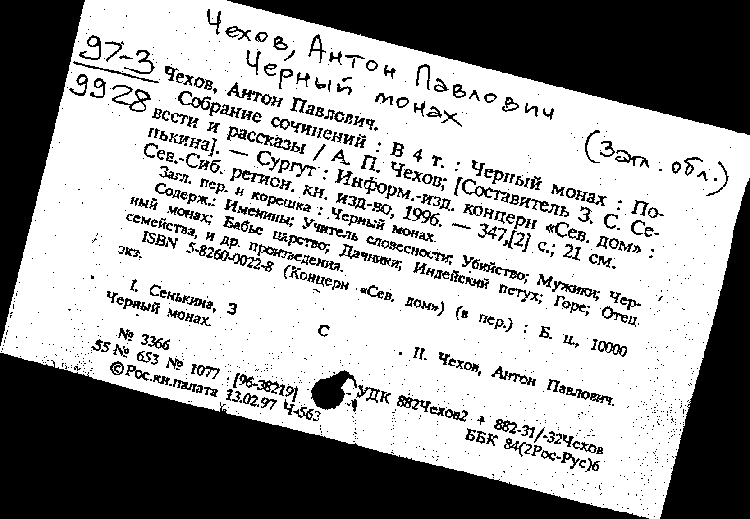 Чехов, Антон Павлович
Черный монах
(Загл. обл.)
97-3
9928
Чехов, Антон Павлович.
Собрание сочинений : В 4 т. : Черный монах : По-
вести и рассказы / А. П. Чехов; [Составитель З. С. Се-
нькина]. — Сургут : Информ.-изд. концерн «Сев. дом» :
Сев.-Сиб. регион. кн. изд-во, 1996. — 347,[2] с.; 21 см.
Загл. пер. и корешка : Черный монах.
Содерж.: Именины; Учитель словесности; Убийство; Мужики; Чер-
ный монах; Бабье царство; Дачники; Индейский петух; Горе; Отец
семейства, и др. произведения.
ISBN 5-8260-0022-8 (Концерн «Сев. дом») (в пер.) : Б. ц., 10000
экз.
I. Сенькина, З С II. Чехов, Антон Павлович.
Черный монах.
№ 3366
55 № 653 № 1077 [96-38219] УДК 882Чехов2 + 882-31/-32Чехов
© Рос.кн.палата 13.02.97 Ч-563 ББК 84(2Рос-Рус)6